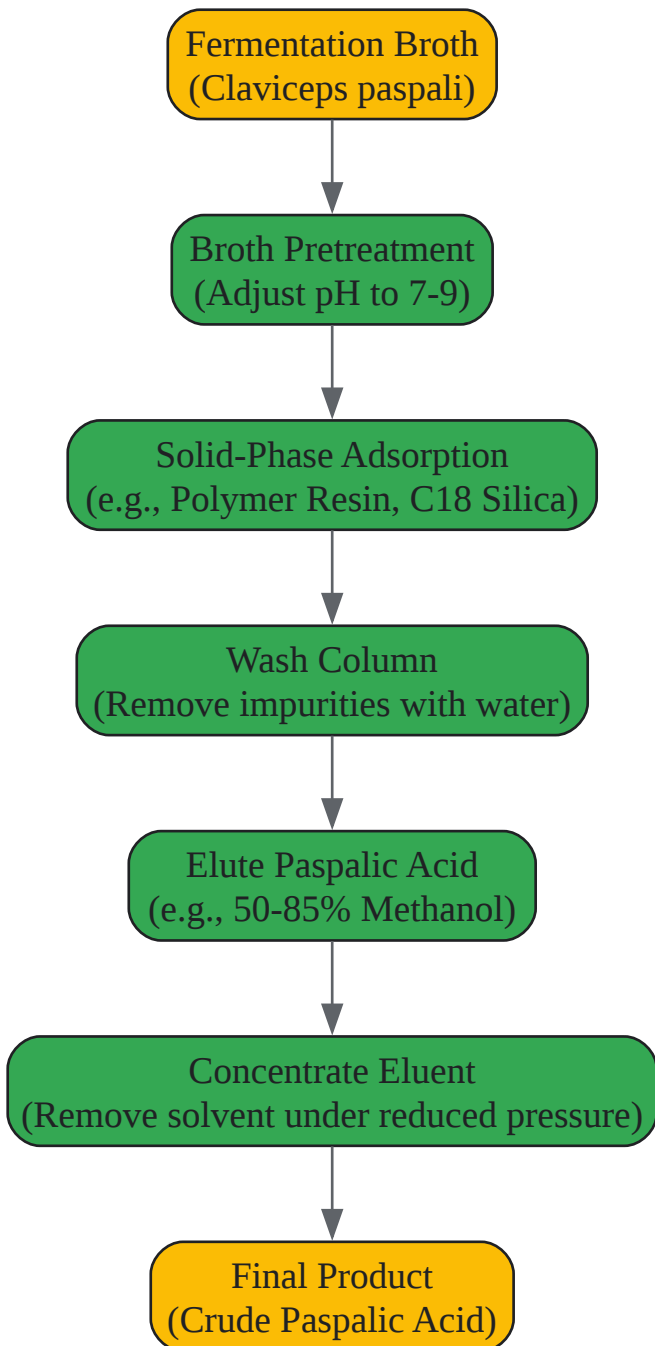 Fermentation Broth
(Claviceps paspali)
Broth Pretreatment
(Adjust pH to 7-9)
Solid-Phase Adsorption
(e.g., Polymer Resin, C18 Silica)
Wash Column
(Remove impurities with water)
Elute Paspalic Acid
(e.g., 50-85% Methanol)
Concentrate Eluent
(Remove solvent under reduced pressure)
Final Product
(Crude Paspalic Acid)